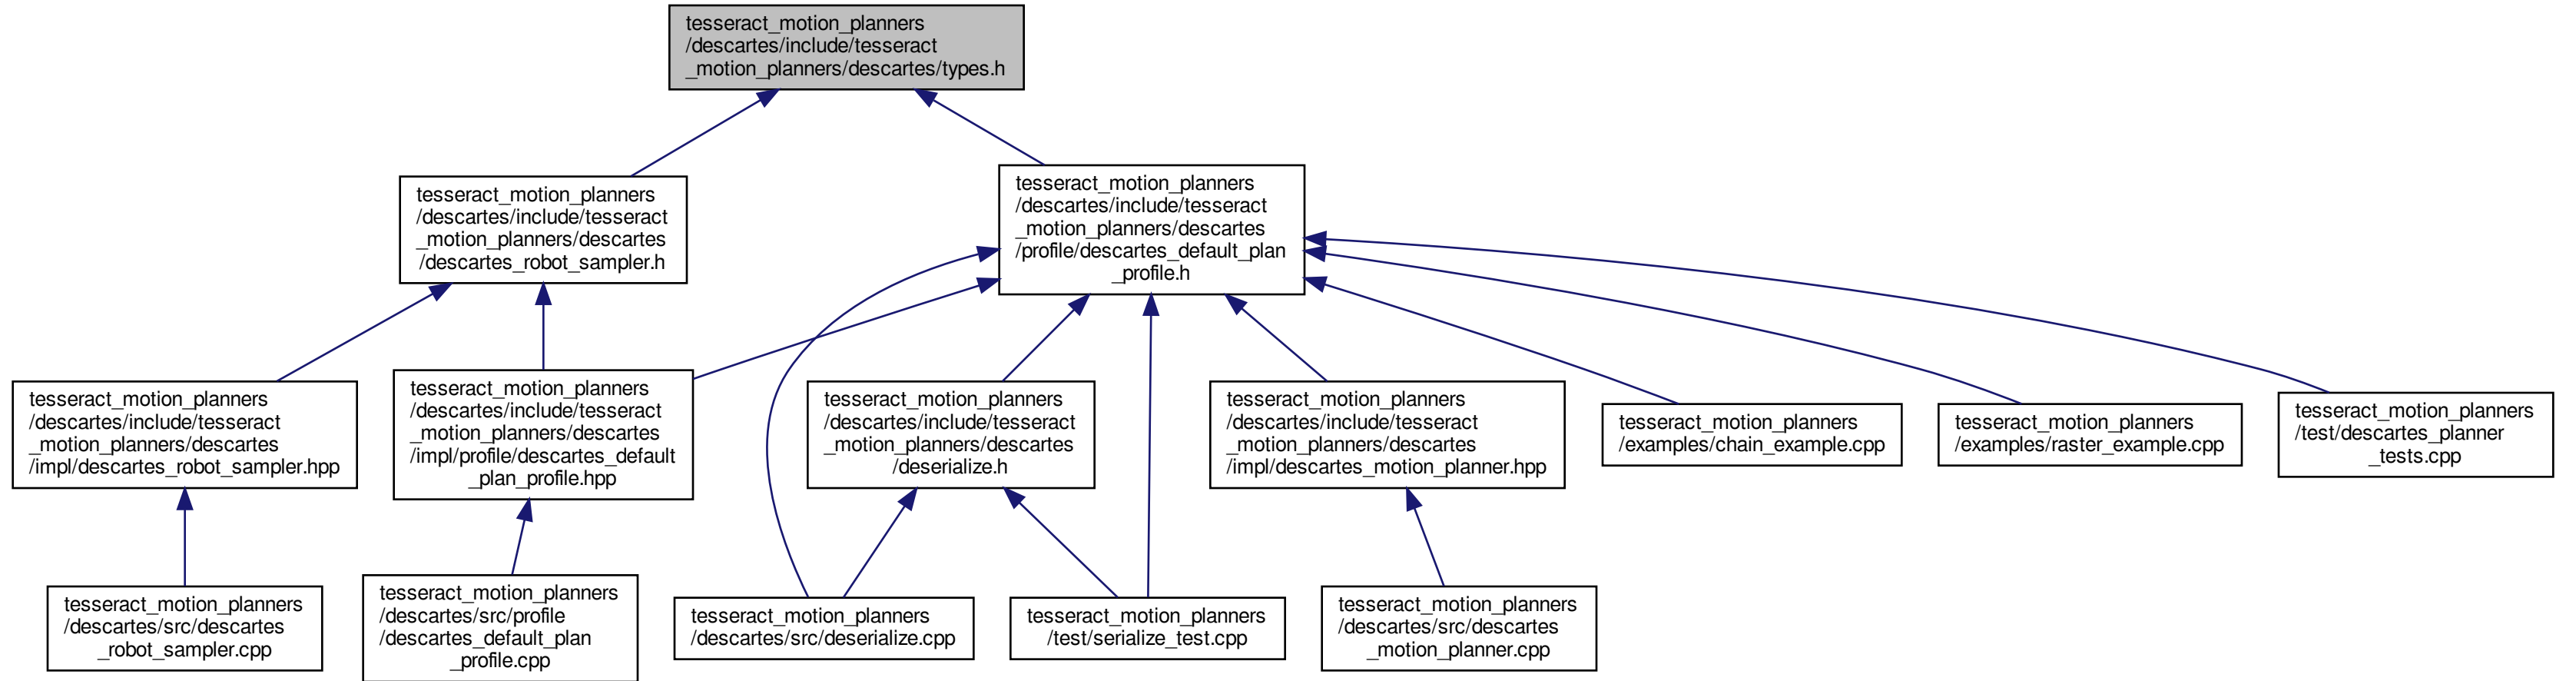 tesseract_motion_planners
/descartes/include/tesseract
_motion_planners/descartes/types.h
tesseract_motion_planners
/descartes/include/tesseract
_motion_planners/descartes
/descartes_robot_sampler.h
tesseract_motion_planners
/descartes/include/tesseract
_motion_planners/descartes
/profile/descartes_default_plan
_profile.h
tesseract_motion_planners
/descartes/include/tesseract
_motion_planners/descartes
/impl/descartes_robot_sampler.hpp
tesseract_motion_planners
/descartes/include/tesseract
_motion_planners/descartes
/impl/profile/descartes_default
_plan_profile.hpp
tesseract_motion_planners
/descartes/include/tesseract
_motion_planners/descartes
/deserialize.h
tesseract_motion_planners
/descartes/include/tesseract
_motion_planners/descartes
/impl/descartes_motion_planner.hpp
tesseract_motion_planners
/examples/chain_example.cpp
tesseract_motion_planners
/examples/raster_example.cpp
tesseract_motion_planners
/test/descartes_planner
_tests.cpp
tesseract_motion_planners
/descartes/src/descartes
_robot_sampler.cpp
tesseract_motion_planners
/descartes/src/profile
/descartes_default_plan
_profile.cpp
tesseract_motion_planners
/descartes/src/deserialize.cpp
tesseract_motion_planners
/test/serialize_test.cpp
tesseract_motion_planners
/descartes/src/descartes
_motion_planner.cpp